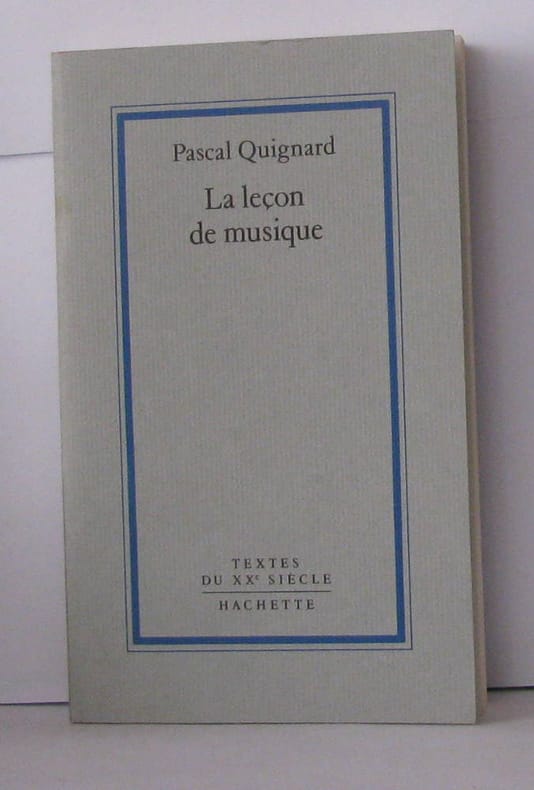 Pascal Quignard
La leçon
de musique
TEXTES
DU XXᵉ SIÈCLE
HACHETTE